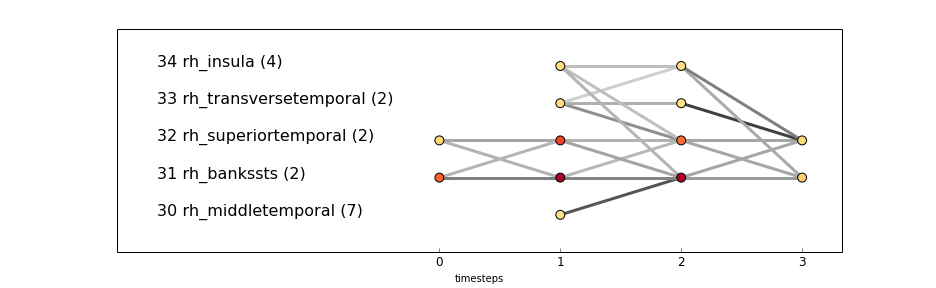 34 rh_insula (4)
33 rh_transversetemporal (2)
32 rh_superiortemporal (2)
31 rh_bankssts (2)
30 rh_middletemporal (7)
0 1 2 3
timesteps